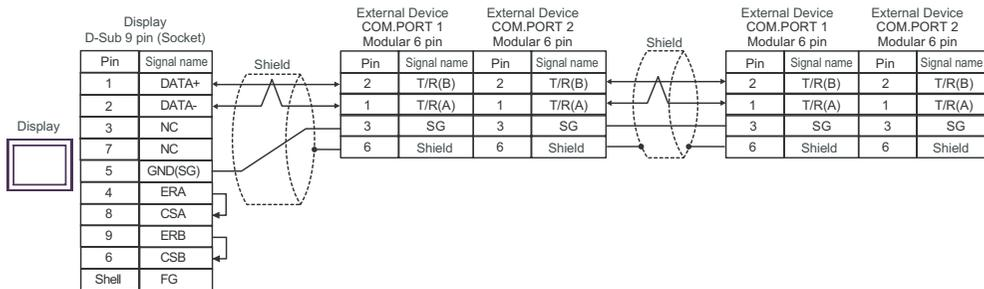 Display
D-Sub 9 pin (Socket)
External Device
COM.PORT 1
Modular 6 pin
External Device
COM.PORT 2
Modular 6 pin
External Device
COM.PORT 1
Modular 6 pin
External Device
COM.PORT 2
Modular 6 pin
Shield
Shield
Display
Pin Signal name
1 DATA+
2 DATA-
3 NC
7 NC
5 GND(SG)
4 ERA
8 CSA
9 ERB
6 CSB
Shell FG
Pin Signal name Pin Signal name
2 T/R(B) 2 T/R(B)
1 T/R(A) 1 T/R(A)
3 SG 3 SG
6 Shield 6 Shield
Pin Signal name Pin Signal name
2 T/R(B) 2 T/R(B)
1 T/R(A) 1 T/R(A)
3 SG 3 SG
6 Shield 6 Shield